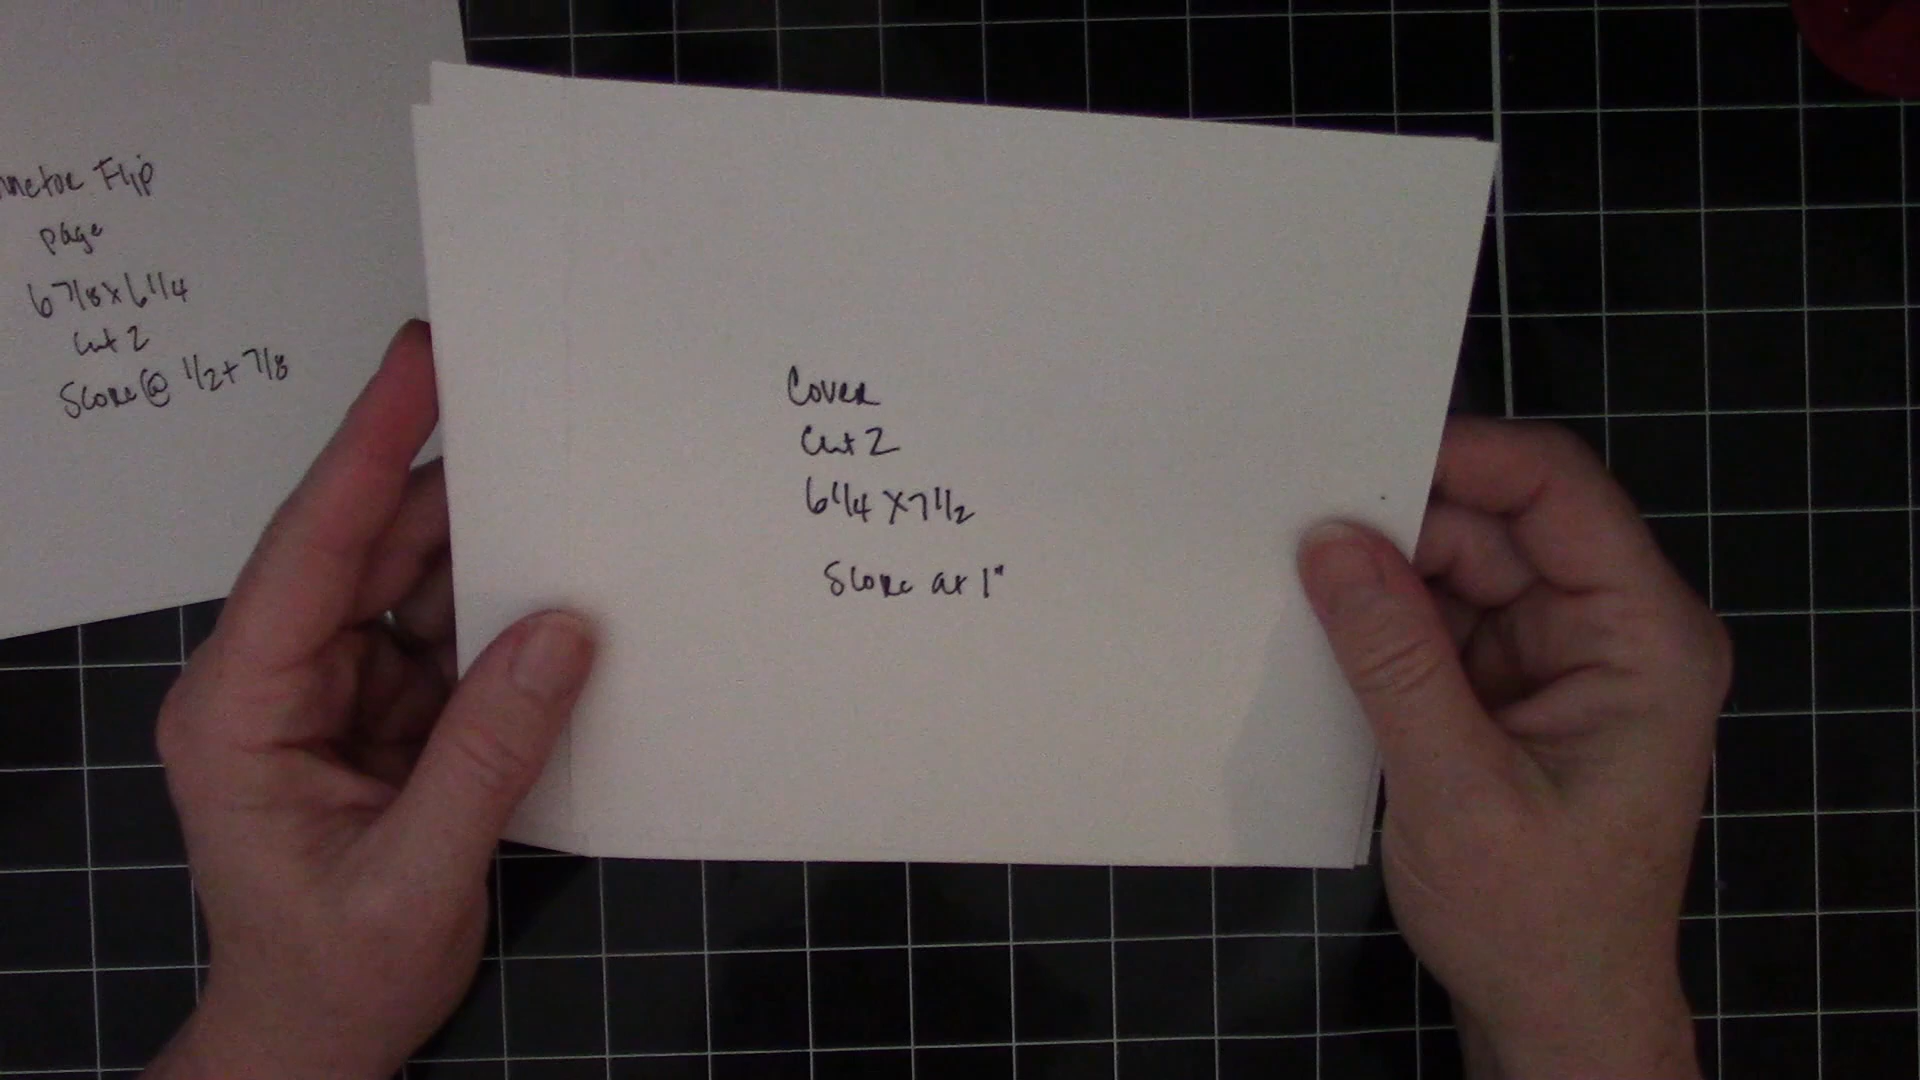 Flip
page
6 7/8 x 6 1/4
Cut 2
Score @ 1/2 + 7/8
Cover
Cut 2
6 1/4 x 7 1/2
Score at 1"